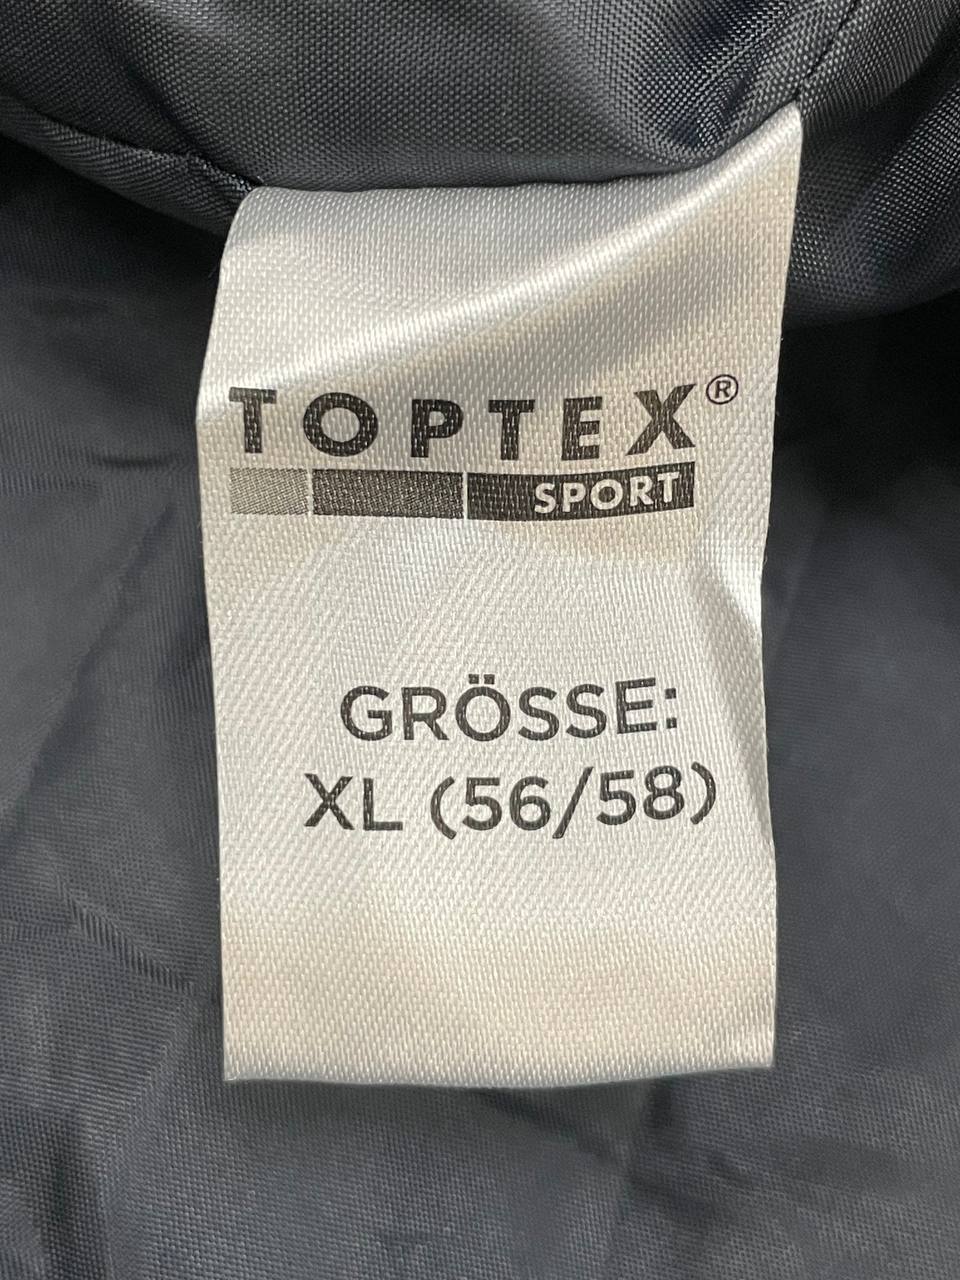 TOPTEX®
SPORT
GRÖSSE:
XL (56/58)